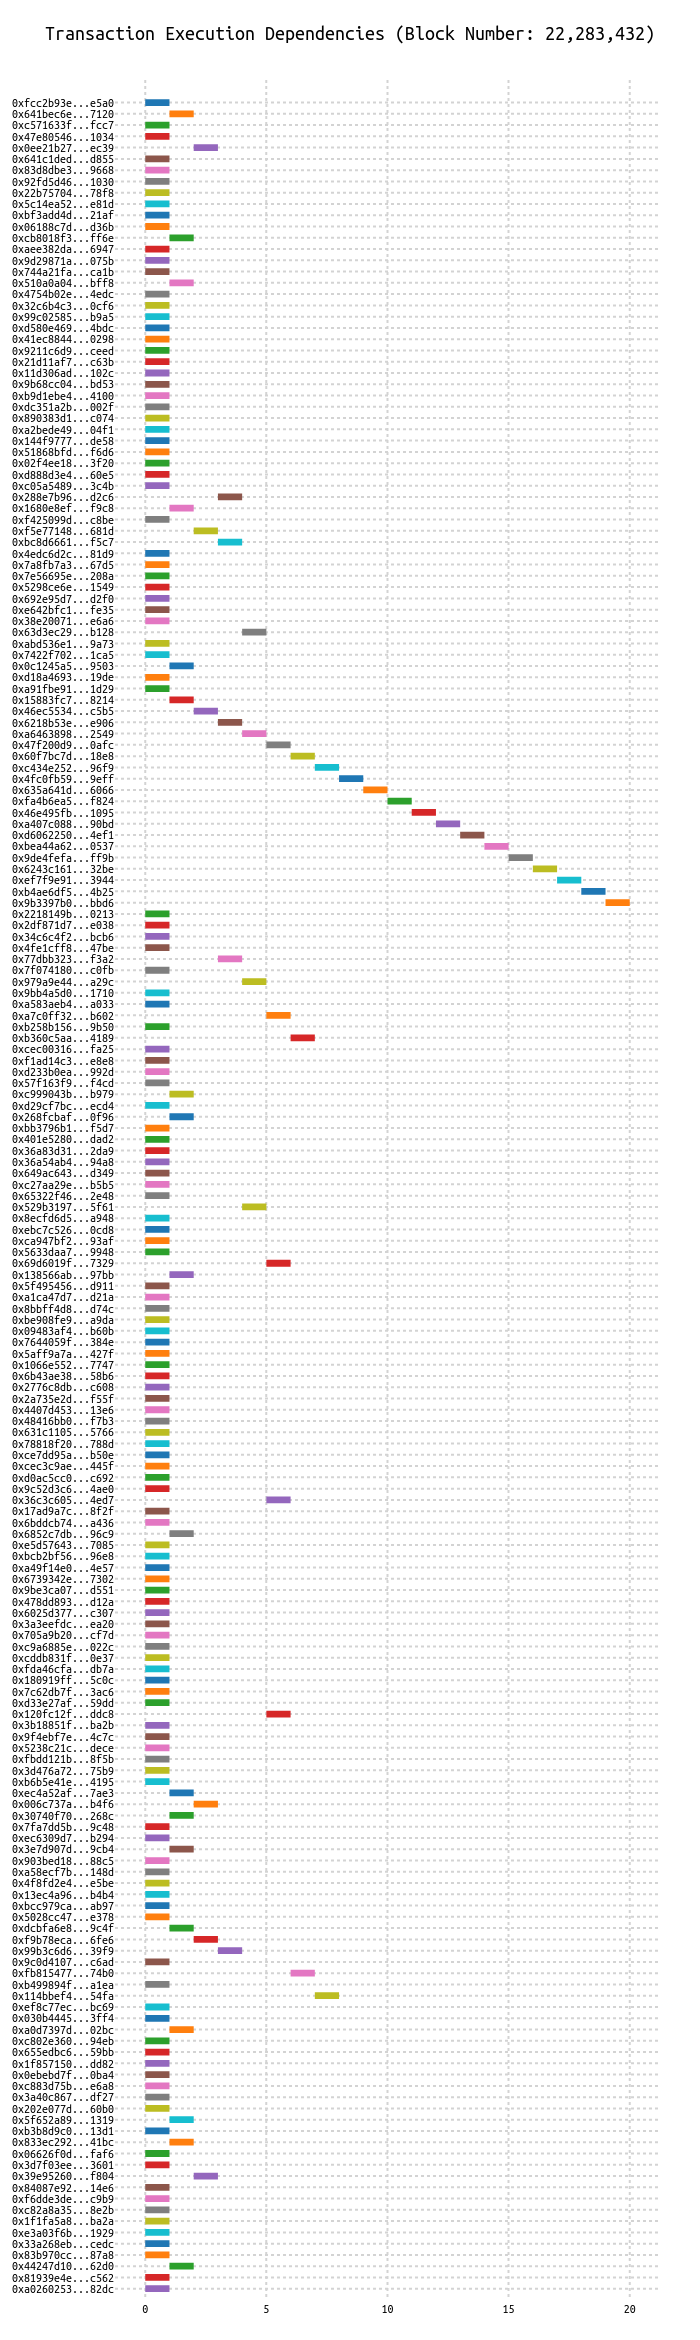 Transaction Execution Dependencies (Block Number: 22,283,432)
0xfcc2b93e...e5a0
0x641bec6e...7120
0xc571633f...fcc7
0x47e80546...1034
0x0ee21b27...ec39
0x641c1ded...d855
0x83d8dbe3...9668
0x92fd5d46...1030
0x22b75704...78f8
0x5c14ea52...e81d
0xbf3add4d...21af
0x06188c7d...d36b
0xcb8018f3...ff6e
0xaee382da...6947
0x9d29871a...075b
0x744a21fa...ca1b
0x510a0a04...bff8
0x4754b02e...4edc
0x32c6b4c3...0cf6
0x99c02585...b9a5
0xd580e469...4bdc
0x41ec8844...0298
0x9211c6d9...ceed
0x21d11af7...c63b
0x11d306ad...102c
0x9b68cc04...bd53
0xb9d1ebe4...4100
0xdc351a2b...002f
0x890383d1...c074
0xa2bede49...04f1
0x144f9777...de58
0x51868bfd...f6d6
0x02f4ee18...3f20
0xd888d3e4...60e5
0xc05a5489...3c4b
0x288e7b96...d2c6
0x1680e8ef...f9c8
0xf425099d...c8be
0xf5e77148...681d
0xbc8d6661...f5c7
0x4edc6d2c...81d9
0x7a8fb7a3...67d5
0x7e56695e...208a
0x5298ce6e...1549
0x692e95d7...d2f0
0xe642bfc1...fe35
0x38e20071...e6a6
0x63d3ec29...b128
0xabd536e1...9a73
0x7422f702...1ca5
0x0c1245a5...9503
0xd18a4693...19de
0xa91fbe91...1d29
0x15883fc7...8214
0x46ec5534...c5b5
0x6218b53e...e906
0xa6463898...2549
0x47f200d9...0afc
0x60f7bc7d...18e8
0xc434e252...96f9
0x4fc0fb59...9eff
0x635a641d...6066
0xfa4b6ea5...f824
0x46e495fb...1095
0xa407c088...90bd
0xd6062250...4ef1
0xbea44a62...0537
0x9de4fefa...ff9b
0x6243c161...32be
0xef7f9e91...3944
0xb4ae6df5...4b25
0x9b3397b0...bbd6
0x2218149b...0213
0x2df871d7...e038
0x34c6c4f2...bcb6
0x4fe1cff8...47be
0x77dbb323...f3a2
0x7f074180...c0fb
0x979a9e44...a29c
0x9bb4a5d0...1710
0xa583aeb4...a033
0xa7c0ff32...b602
0xb258b156...9b50
0xb360c5aa...4189
0xcec00316...fa25
0xf1ad14c3...e8e8
0xd233b0ea...992d
0x57f163f9...f4cd
0xc999043b...b979
0xd29cf7bc...ecd4
0x268fcbaf...0f96
0xbb3796b1...f5d7
0x401e5280...dad2
0x36a83d31...2da9
0x36a54ab4...94a8
0x649ac643...d349
0xc27aa29e...b5b5
0x65322f46...2e48
0x529b3197...5f61
0x8ecfd6d5...a948
0xebc7c526...0cd8
0xca947bf2...93af
0x5633daa7...9948
0x69d6019f...7329
0x138566ab...97bb
0x5f495456...d911
0xa1ca47d7...d21a
0x8bbff4d8...d74c
0xbe908fe9...a9da
0x09483af4...b60b
0x7644059f...384e
0x5aff9a7a...427f
0x1066e552...7747
0x6b43ae38...58b6
0x2776c8db...c608
0x2a735e2d...f55f
0x4407d453...13e6
0x48416bb0...f7b3
0x631c1105...5766
0x78818f20...788d
0xce7dd95a...b50e
0xcec3c9ae...445f
0xd0ac5cc0...c692
0x9c52d3c6...4ae0
0x36c3c605...4ed7
0x17ad9a7c...8f2f
0x6bddcb74...a436
0x6852c7db...96c9
0xe5d57643...7085
0xbcb2bf56...96e8
0xa49f14e0...4e57
0x6739342e...7302
0x9be3ca07...d551
0x478dd893...d12a
0x6025d377...c307
0x3a3eefdc...ea20
0x705a9b20...cf7d
0xc9a6885e...022c
0xcddb831f...0e37
0xfda46cfa...db7a
0x180919ff...5c0c
0x7c62db7f...3ac6
0xd33e27af...59dd
0x120fc12f...ddc8
0x3b18851f...ba2b
0x9f4ebf7e...4c7c
0x5238c21c...dece
0xfbdd121b...8f5b
0x3d476a72...75b9
0xb6b5e41e...4195
0xec4a52af...7ae3
0x006c737a...b4f6
0x30740f70...268c
0x7fa7dd5b...9c48
0xec6309d7...b294
0x3e7d907d...9cb4
0x903bed18...88c5
0xa58ecf7b...148d
0x4f8fd2e4...e5be
0x13ec4a96...b4b4
0xbcc979ca...ab97
0x5028cc47...e378
0xdcbfa6e8...9c4f
0xf9b78eca...6fe6
0x99b3c6d6...39f9
0x9c0d4107...c6ad
0xfb815477...74b0
0xb499894f...a1ea
0x114bbef4...54fa
0xef8c77ec...bc69
0x030b4445...3ff4
0xa0d7397d...02bc
0xc802e360...94eb
0x655edbc6...59bb
0x1f857150...dd82
0x0ebebd7f...0ba4
0xc883d75b...e6a8
0x3a40c867...df27
0x202e077d...60b0
0x5f652a89...1319
0xb3b8d9c0...13d1
0x833ec292...41bc
0x06626f0d...faf6
0x3d7f03ee...3601
0x39e95260...f804
0x84087e92...14e6
0xf6dde3de...c9b9
0xc82a8a35...8e2b
0x1f1fa5a8...ba2a
0xe3a03f6b...1929
0x33a268eb...cedc
0x83b970cc...87a8
0x44247d10...62d0
0x81939e4e...c562
0xa0260253...82dc
0 5 10 15 20